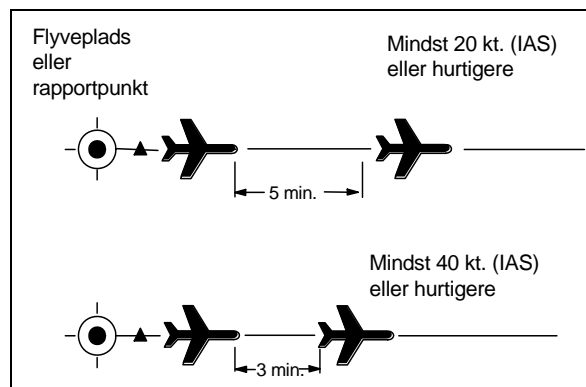 Flyveplads
eller
rapportpunkt
Mindst 20 kt. (IAS)
eller hurtigere
5 min.
Mindst 40 kt. (IAS)
eller hurtigere
3 min.